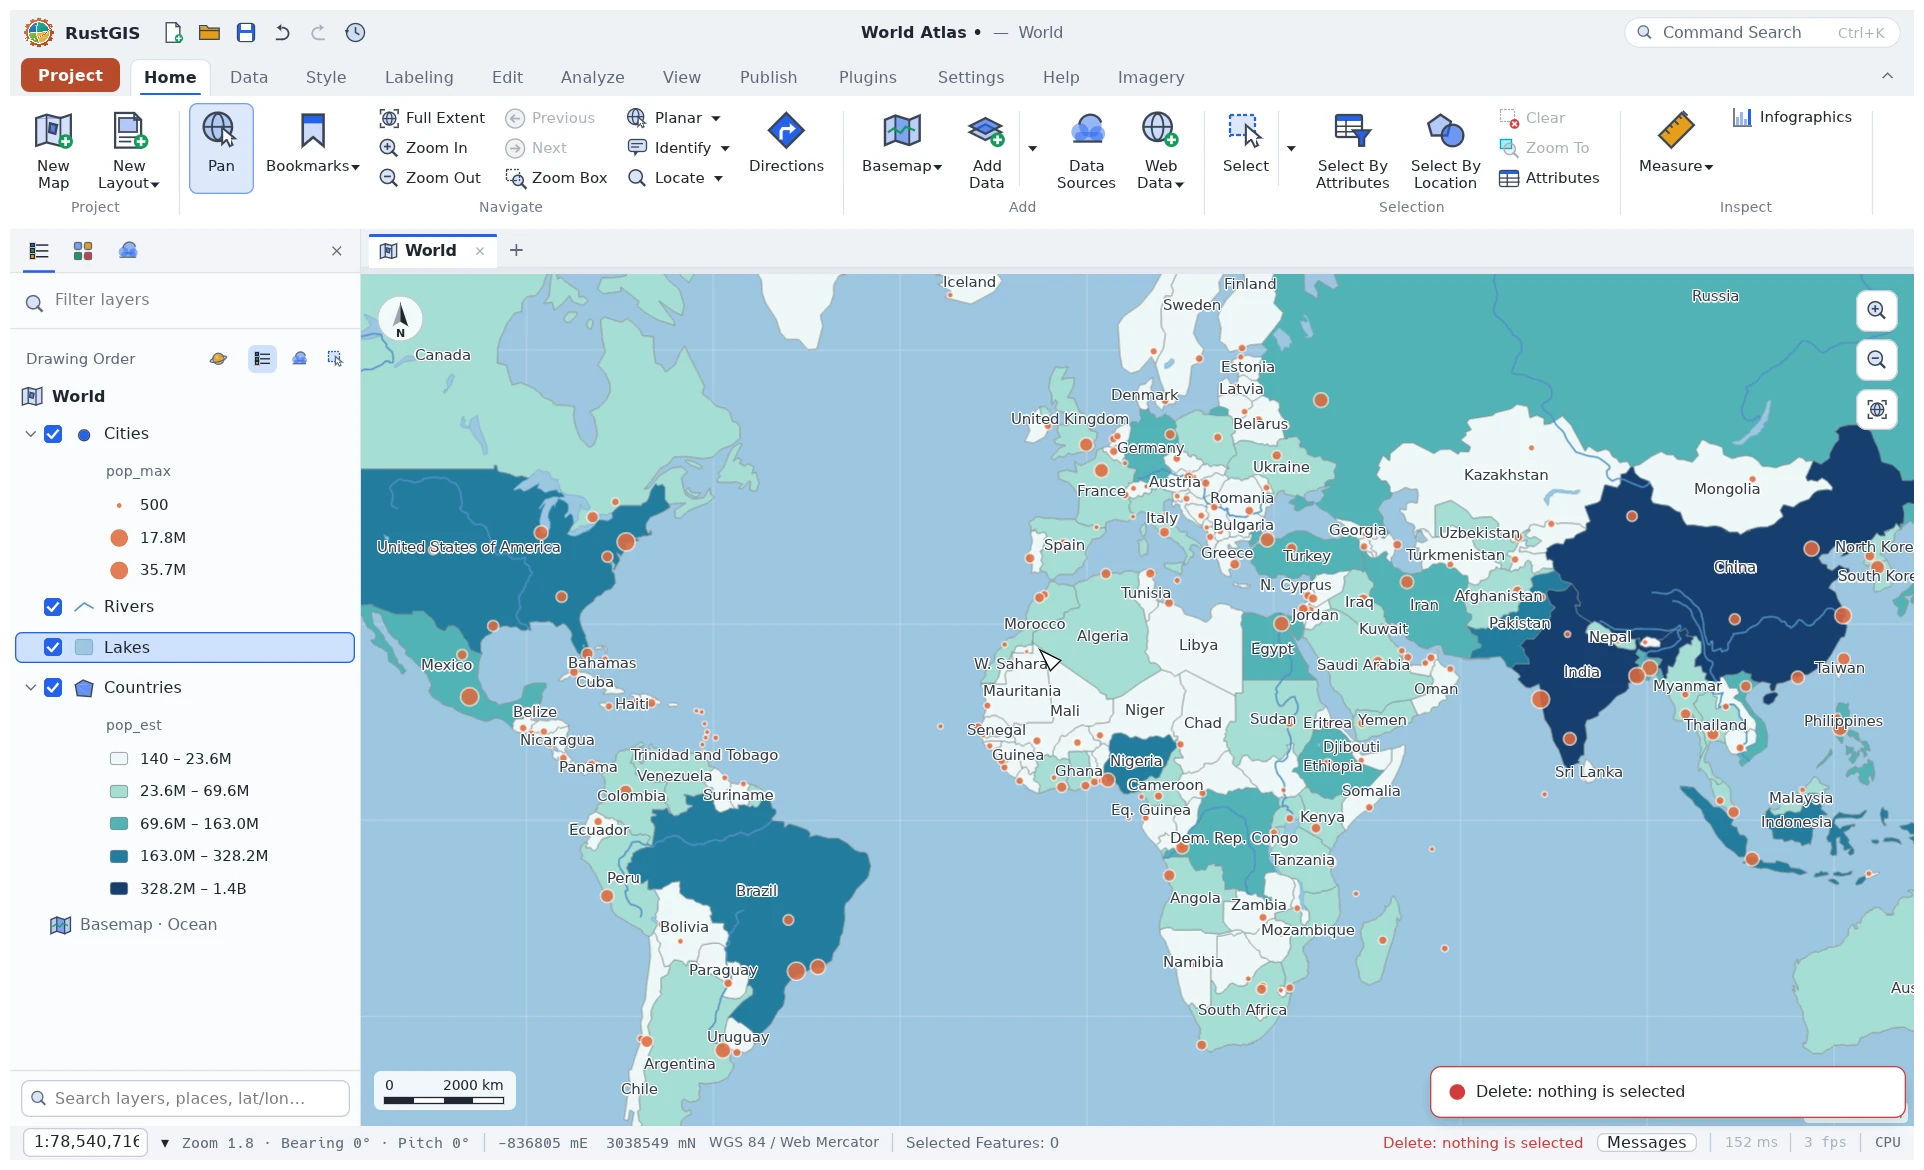 RustGIS
World Atlas • — World
Command Search Ctrl+K
Project Home Data Style Labeling Edit Analyze View Publish Plugins Settings Help Imagery
New Map
New Layout
Project
Pan
Bookmarks
Full Extent
Zoom In
Zoom Out
Previous
Next
Zoom Box
Planar
Identify
Locate
Directions
Navigate
Basemap
Add Data
Data Sources
Web Data
Add
Select
Select By Attributes
Select By Location
Clear
Zoom To
Attributes
Selection
Measure
Infographics
Inspect
World
Filter layers
Drawing Order
World
Cities
pop_max
500
17.8M
35.7M
Rivers
Lakes
Countries
pop_est
140 – 23.6M
23.6M – 69.6M
69.6M – 163.0M
163.0M – 328.2M
328.2M – 1.4B
Basemap · Ocean
Search layers, places, lat/lon...
N
Iceland
Finland
Sweden
Russia
Canada
Estonia
Latvia
Denmark
United Kingdom
Belarus
Germany
Ukraine
Kazakhstan
Austria
Mongolia
France
Romania
Italy
Bulgaria
Georgia
Uzbekistan
United States of America
Spain
Greece
Turkey
Turkmenistan
North Kore
China
South Kore
Tunisia
N. Cyprus
Iraq
Iran
Afghanistan
Morocco
Jordan
Kuwait
Pakistan
Algeria
Libya
Egypt
Nepal
Mexico
Bahamas
W. Sahara
Saudi Arabia
India
Taiwan
Cuba
Mauritania
Oman
Myanmar
Haiti
Belize
Mali
Niger
Chad
Sudan
Eritrea
Yemen
Thailand
Philippines
Nicaragua
Senegal
Djibouti
Trinidad and Tobago
Guinea
Nigeria
Ethiopia
Panama
Venezuela
Ghana
Sri Lanka
Colombia
Suriname
Cameroon
Somalia
Malaysia
Eq. Guinea
Kenya
Indonesia
Ecuador
Dem. Rep. Congo
Tanzania
Peru
Brazil
Angola
Zambia
Bolivia
Mozambique
Paraguay
Namibia
Aus
South Africa
Uruguay
Argentina
Chile
0 2000 km
Delete: nothing is selected
1:78,540,716 Zoom 1.8 · Bearing 0° · Pitch 0° -836805 mE 3038549 mN WGS 84 / Web Mercator Selected Features: 0 Delete: nothing is selected Messages 152 ms 3 fps CPU